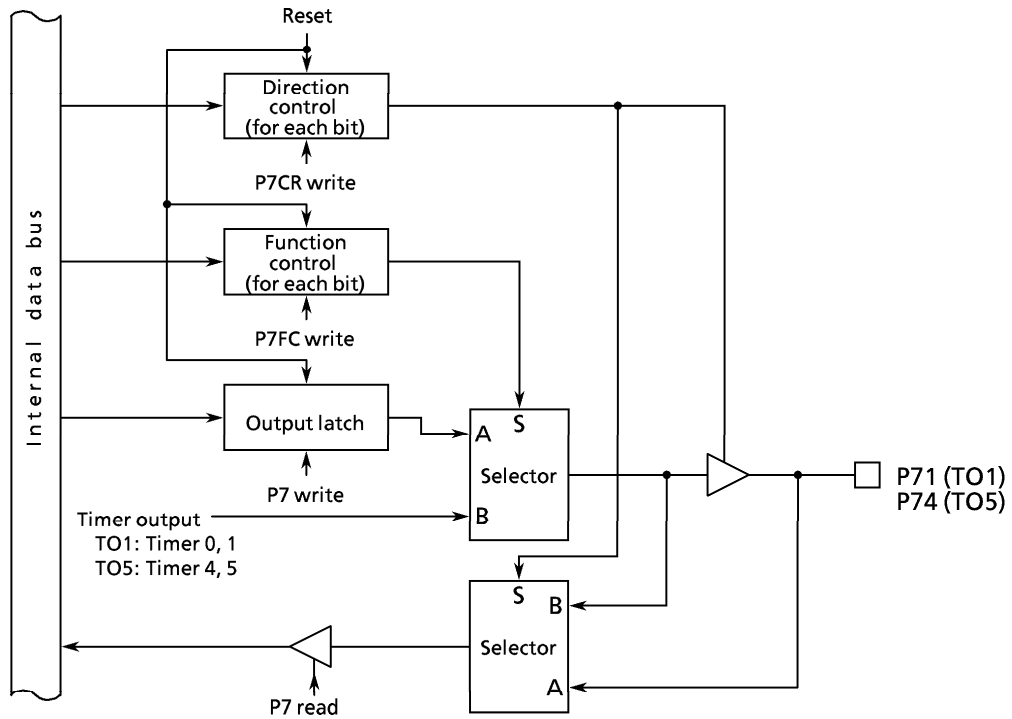 Reset
Direction
control
(for each bit)
P7CR write
Function
control
(for each bit)
P7FC write
Internal data bus
Output latch
P7 write
S
A
Selector
B
P71 (TO1)
P74 (TO5)
Timer output
TO1: Timer 0, 1
TO5: Timer 4, 5
S
B
Selector
A
P7 read